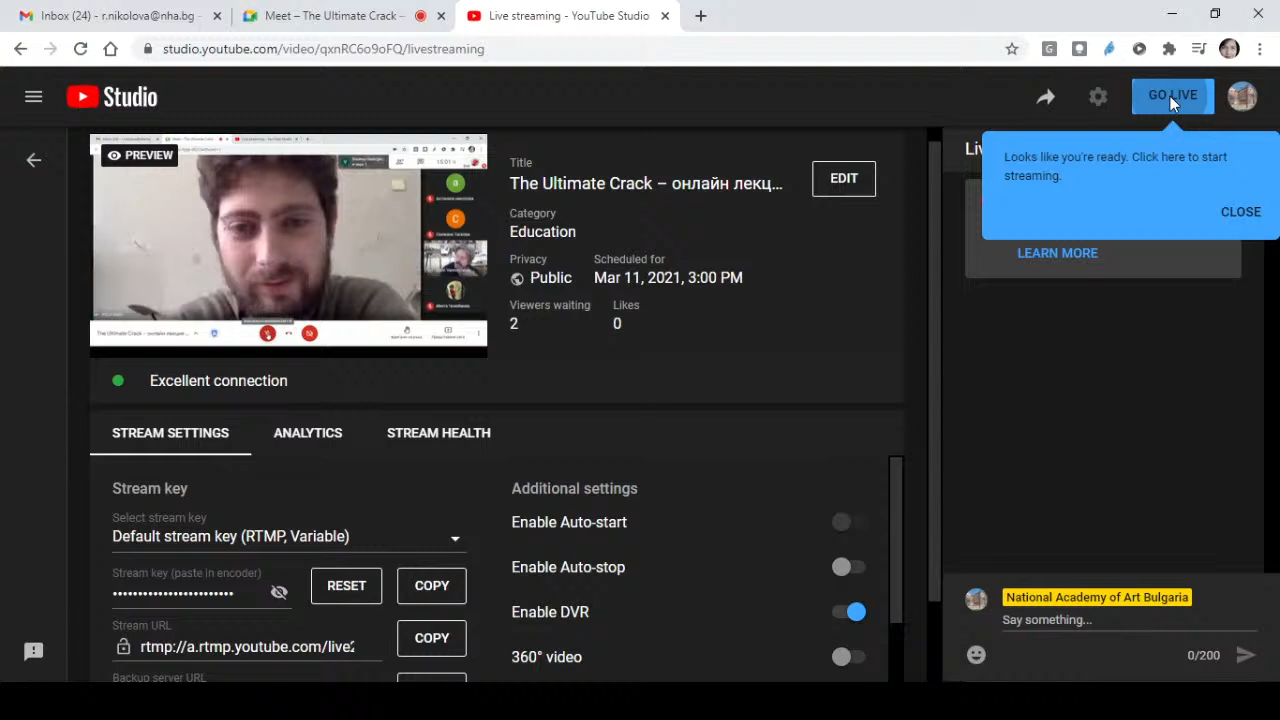 Inbox (24) - r.nikolova@nha.bg
Meet – The Ultimate Crack –
Live streaming - YouTube Studio
studio.youtube.com/video/qxnRC6o9oFQ/livestreaming
Studio
GO LIVE
Looks like you're ready. Click here to start
streaming.
CLOSE
LEARN MORE
PREVIEW
Title
The Ultimate Crack – онлайн лекц...
EDIT
Category
Education
Privacy
Public
Scheduled for
Mar 11, 2021, 3:00 PM
Viewers waiting
2
Likes
0
The Ultimate Crack – онлайн лекция...
Excellent connection
STREAM SETTINGS
ANALYTICS
STREAM HEALTH
Stream key
Select stream key
Default stream key (RTMP, Variable)
Stream key (paste in encoder)
••••••••••••••••••••••••
RESET
COPY
Stream URL
rtmp://a.rtmp.youtube.com/live2
COPY
Backup server URL
Additional settings
Enable Auto-start
Enable Auto-stop
Enable DVR
360° video
National Academy of Art Bulgaria
Say something...
0/200